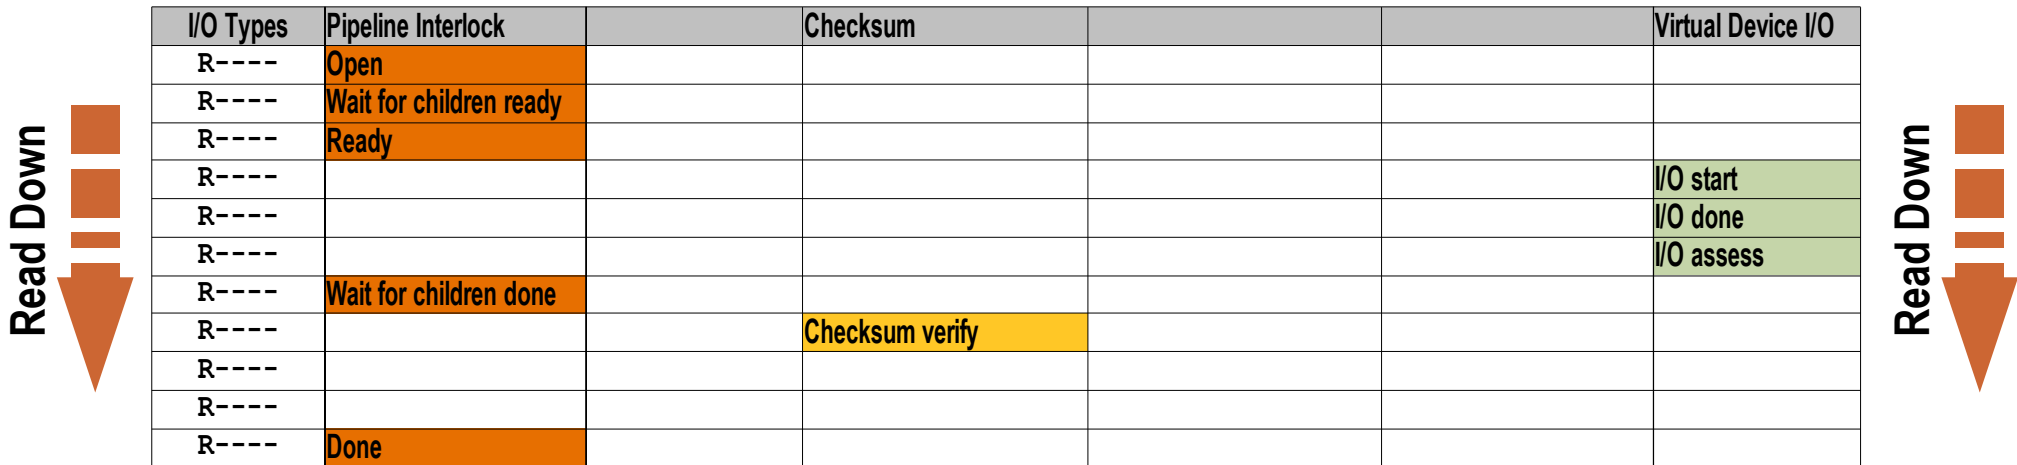 I/O Types Pipeline Interlock Checksum Virtual Device I/O
R---- Open
R---- Wait for children ready
R---- Ready
R---- I/O start
R---- I/O done
R---- I/O assess
R---- Wait for children done
R---- Checksum verify
R----
R----
R---- Done
Read Down
Read Down